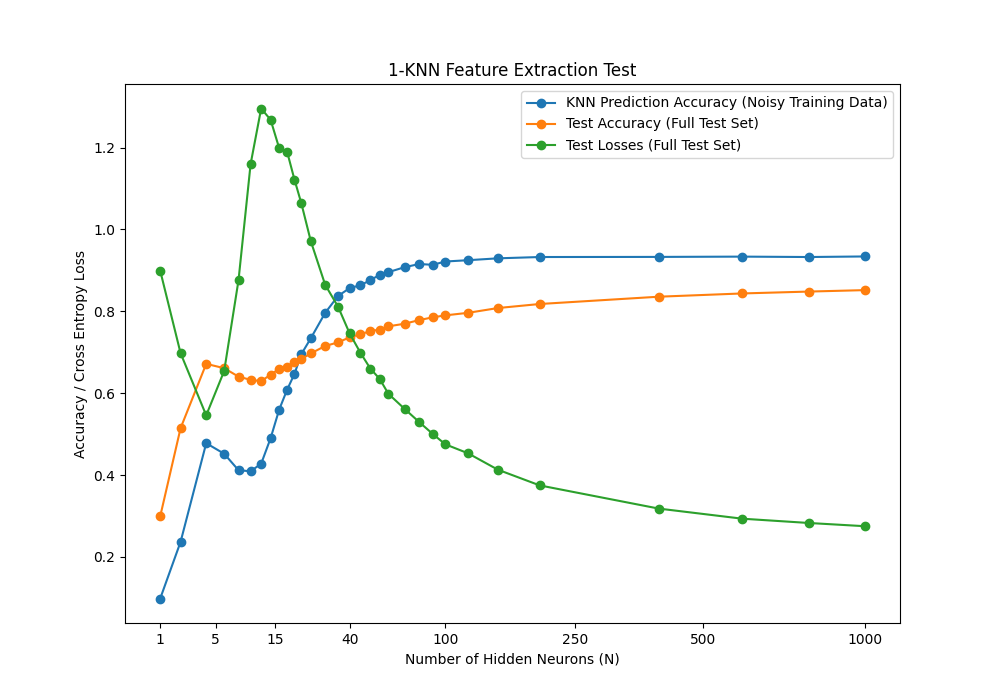 1-KNN Feature Extraction Test
KNN Prediction Accuracy (Noisy Training Data)
Test Accuracy (Full Test Set)
Test Losses (Full Test Set)
Accuracy / Cross Entropy Loss
1.2
1.0
0.8
0.6
0.4
0.2
1 5 15 40 100 250 500 1000
Number of Hidden Neurons (N)